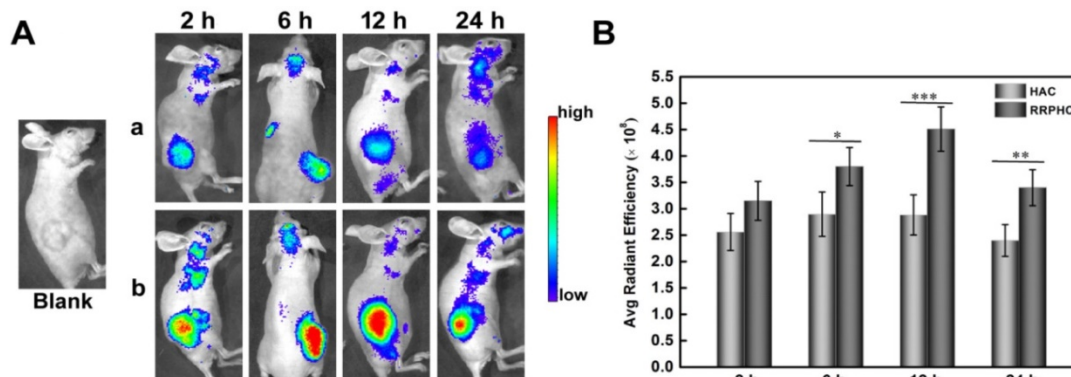 A
2 h
6 h
12 h
24 h
a
b
Blank
high
low
B
Avg Radiant Efficiency (× 10⁸)
5.5
5.0
4.5
4.0
3.5
3.0
2.5
2.0
1.5
1.0
0.5
0.0
HAC
RRPHC
*
***
**